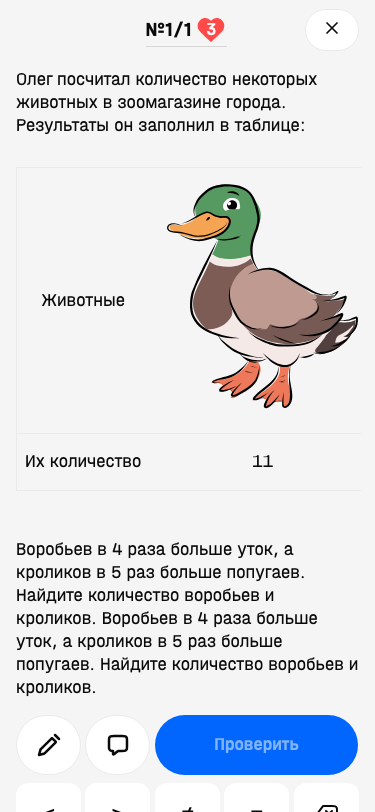 №1/1 3
Олег посчитал количество некоторых
животных в зоомагазине города.
Результаты он заполнил в таблице:
Животные
Их количество 11
Воробьев в 4 раза больше уток, а
кроликов в 5 раз больше попугаев.
Найдите количество воробьев и
кроликов. Воробьев в 4 раза больше
уток, а кроликов в 5 раз больше
попугаев. Найдите количество воробьев и
кроликов.
Проверить